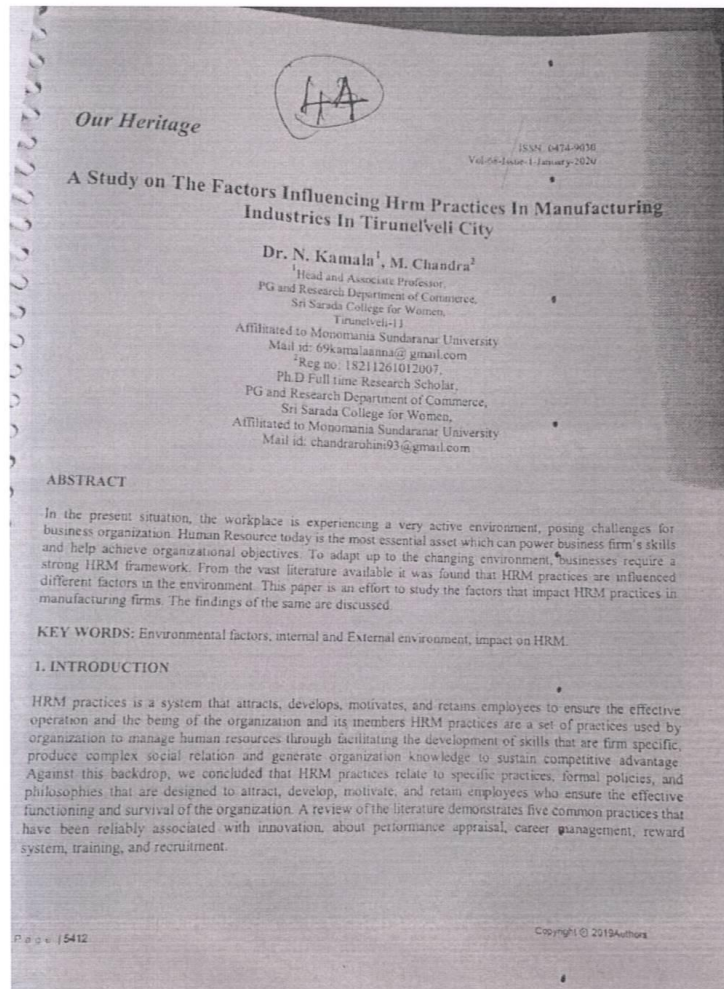 44
Our Heritage
ISSN: 0474-9030
Vol-68-Issue-1-January-2020
A Study on The Factors Influencing Hrm Practices In Manufacturing
Industries In Tirunelveli City
Dr. N. Kamala¹, M. Chandra²
¹Head and Associate Professor,
PG and Research Department of Commerce,
Sri Sarada College for Women,
Tirunelveli-11
Affilitated to Monomania Sundaranar University
Mail id: 69kamalaanna@ gmail.com
²Reg no: 18211261012007,
Ph.D Full time Research Scholar,
PG and Research Department of Commerce,
Sri Sarada College for Women,
Affilitated to Monomania Sundaranar University
Mail id: chandrarohini93@gmail.com
ABSTRACT
In the present situation, the workplace is experiencing a very active environment, posing challenges for
business organization. Human Resource today is the most essential asset which can power business firm's skills
and help achieve organizational objectives. To adapt up to the changing environment, businesses require a
strong HRM framework. From the vast literature available it was found that HRM practices are influenced
different factors in the environment. This paper is an effort to study the factors that impact HRM practices in
manufacturing firms. The findings of the same are discussed.
KEY WORDS: Environmental factors, internal and External environment, impact on HRM.
1. INTRODUCTION
HRM practices is a system that attracts, develops, motivates, and retains employees to ensure the effective
operation and the being of the organization and its members HRM practices are a set of practices used by
organization to manage human resources through facilitating the development of skills that are firm specific,
produce complex social relation and generate organization knowledge to sustain competitive advantage
Against this backdrop, we concluded that HRM practices relate to specific practices, formal policies, and
philosophies that are designed to attract, develop, motivate, and retain employees who ensure the effective
functioning and survival of the organization. A review of the literature demonstrates five common practices that
have been reliably associated with innovation, about performance appraisal, career management, reward
system, training, and recruitment.
Page | 5412
Copyright @ 2019Authors